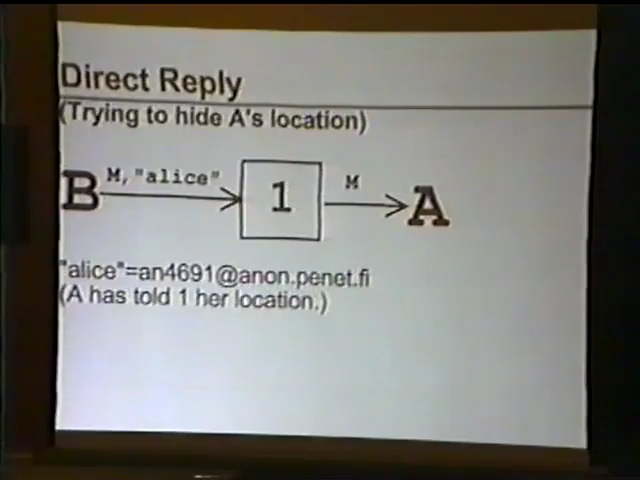 Direct Reply
(Trying to hide A's location)
B M,"alice" 1 M A
"alice"=an4691@anon.penet.fi
(A has told 1 her location.)